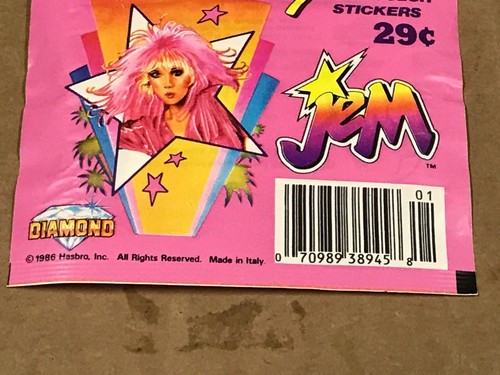 STICKERS
29¢
JEM
TM
DIAMOND
01
0 70989 38945 8
© 1986 Hasbro, Inc. All Rights Reserved. Made in Italy.